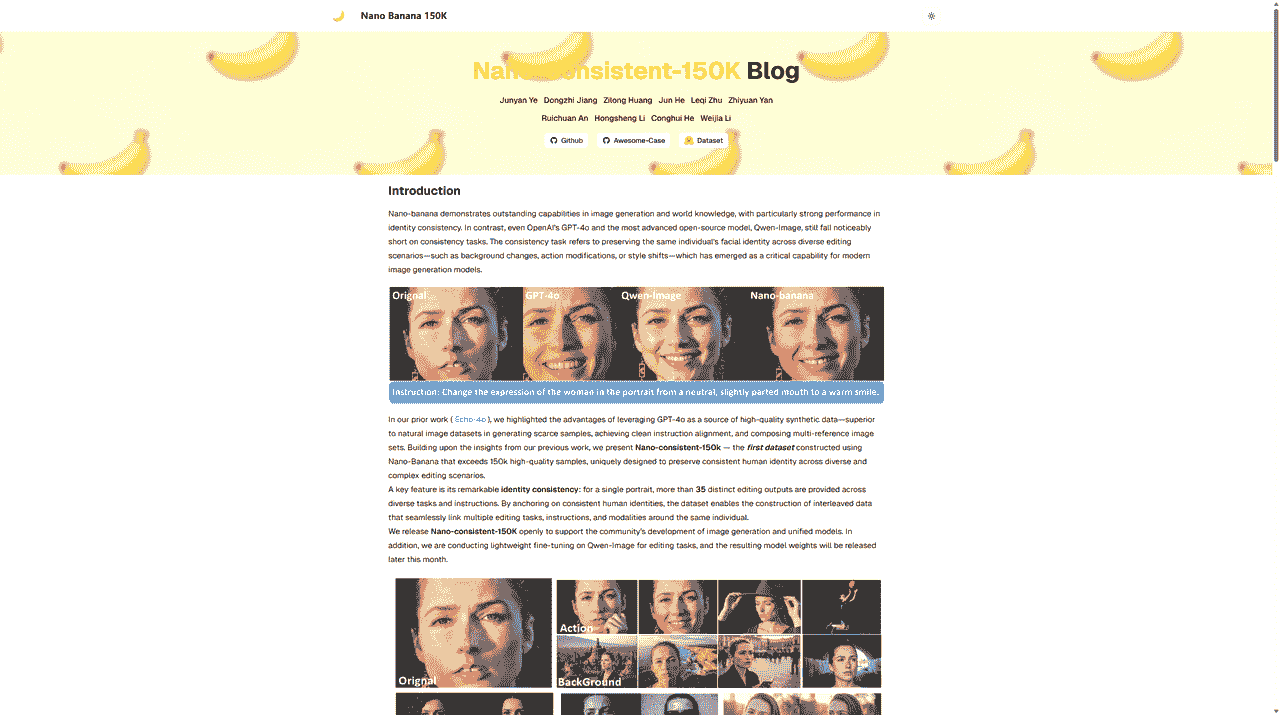 Nano Banana 150K
Nano-consistent-150K Blog
Junyan Ye Dongzhi Jiang Zilong Huang Jun He Leqi Zhu Zhiyuan Yan
Ruichuan An Hongsheng Li Conghui He Weijia Li
Github Awesome-Case Dataset
Introduction
Nano-banana demonstrates outstanding capabilities in image generation and world knowledge, with particularly strong performance in
identity consistency. In contrast, even OpenAI's GPT-4o and the most advanced open-source model, Qwen-Image, still fall noticeably
short on consistency tasks. The consistency task refers to preserving the same individual's facial identity across diverse editing
scenarios—such as background changes, action modifications, or style shifts—which has emerged as a critical capability for modern
image generation models.
Orignal GPT-4o Qwen-Image Nano-banana
Instruction: Change the expression of the woman in the portrait from a neutral, slightly parted mouth to a warm smile.
In our prior work ( Echo-4o ), we highlighted the advantages of leveraging GPT-4o as a source of high-quality synthetic data—superior
to natural image datasets in generating scarce samples, achieving clean instruction alignment, and composing multi-reference image
sets. Building upon the insights from our previous work, we present Nano-consistent-150k — the first dataset constructed using
Nano-Banana that exceeds 150k high-quality samples, uniquely designed to preserve consistent human identity across diverse and
complex editing scenarios.
A key feature is its remarkable identity consistency: for a single portrait, more than 35 distinct editing outputs are provided across
diverse tasks and instructions. By anchoring on consistent human identities, the dataset enables the construction of interleaved data
that seamlessly link multiple editing tasks, instructions, and modalities around the same individual.
We release Nano-consistent-150K openly to support the community's development of image generation and unified models. In
addition, we are conducting lightweight fine-tuning on Qwen-Image for editing tasks, and the resulting model weights will be released
later this month.
Action
Orignal BackGround